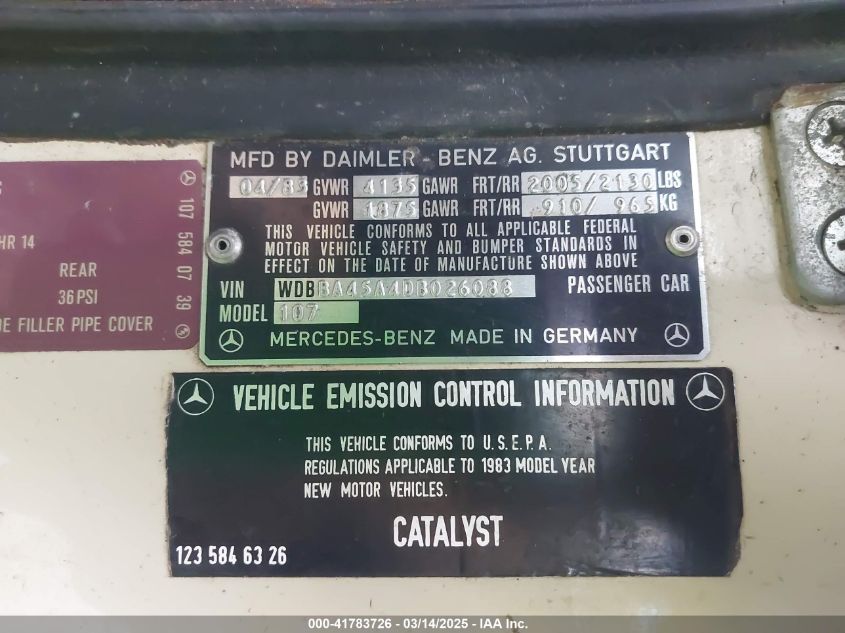 MFD BY DAIMLER - BENZ AG. STUTTGART
04/83 GVWR 4135 GAWR FRT/RR 2005/2130 LBS
GVWR 1875 GAWR FRT/RR 910/ 965 KG
THIS VEHICLE CONFORMS TO ALL APPLICABLE FEDERAL
MOTOR VEHICLE SAFETY AND BUMPER STANDARDS IN
EFFECT ON THE DATE OF MANUFACTURE SHOWN ABOVE
VIN WDBBA45A4DB026088 PASSENGER CAR
MODEL 107
MERCEDES-BENZ MADE IN GERMANY
HR 14
REAR
36 PSI
FILLER PIPE COVER
107 584 07 39
VEHICLE EMISSION CONTROL INFORMATION
THIS VEHICLE CONFORMS TO U.S.E.P.A.
REGULATIONS APPLICABLE TO 1983 MODEL YEAR
NEW MOTOR VEHICLES.
CATALYST
123 584 63 26
000-41783726 - 03/14/2025 - IAA Inc.